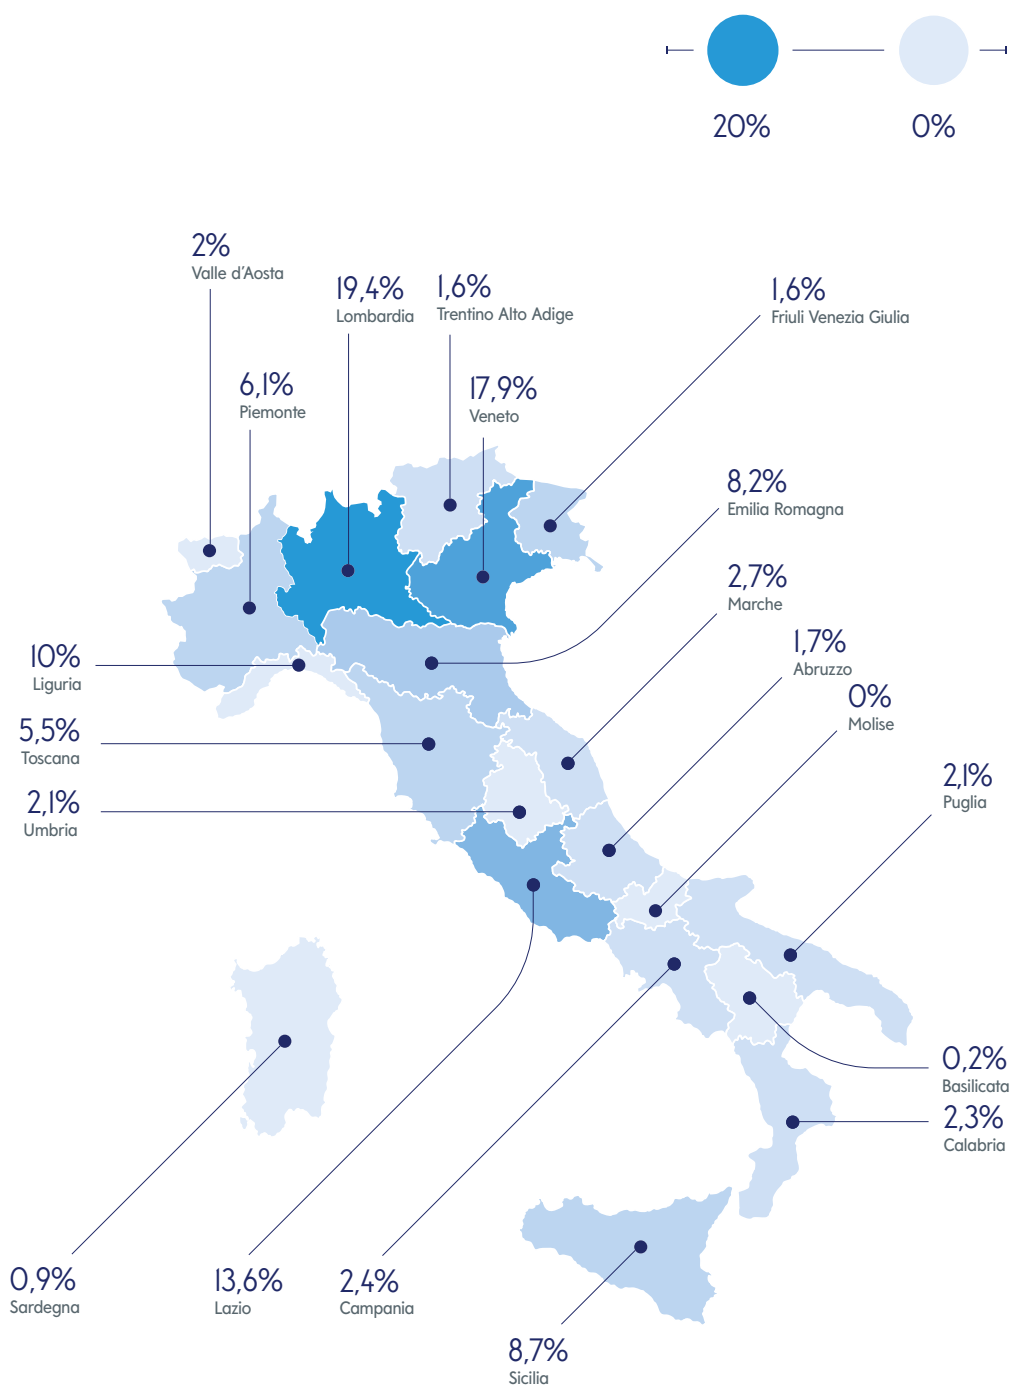 20%
0%
2%
Valle d'Aosta
19,4%
Lombardia
1,6%
Trentino Alto Adige
1,6%
Friuli Venezia Giulia
6,1%
Piemonte
17,9%
Veneto
8,2%
Emilia Romagna
2,7%
Marche
1,7%
Abruzzo
10%
Liguria
0%
Molise
5,5%
Toscana
2,1%
Puglia
2,1%
Umbria
0,2%
Basilicata
2,3%
Calabria
0,9%
Sardegna
13,6%
Lazio
2,4%
Campania
8,7%
Sicilia